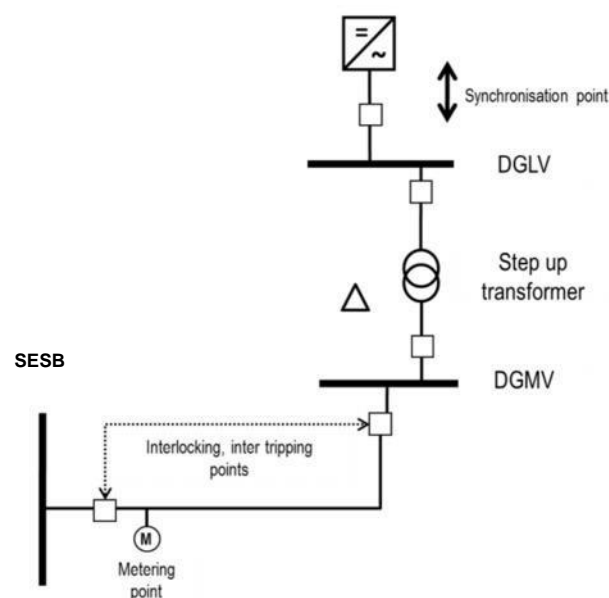 =
~
Synchronisation point
DGLV
Step up
transformer
SESB
DGMV
Interlocking, inter tripping
points
M
Metering
point